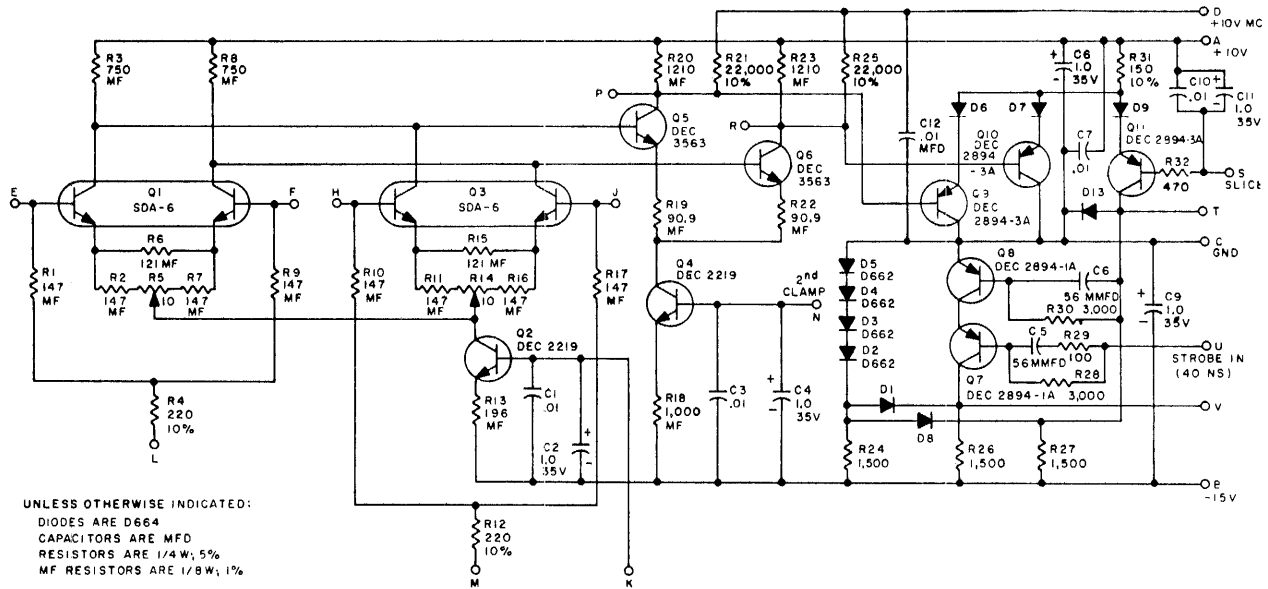 D
+10V MC
A
+10V
R3
750
MF
R8
750
MF
R20
1210
MF
R21
22,000
10%
R23
1210
MF
R25
22,000
10%
C6
1.0
35V
R31
150
10%
C10
.01
C11
1.0
35V
P
Q5
DEC
3563
R
Q6
DEC
3563
C12
.01
MFD
D6
D7
D9
Q10
DEC
2894
-3A
C7
.01
Q11
DEC 2894-3A
R32
470
S
SLICE
E
Q1
SDA-6
F
H
Q3
SDA-6
J
Q9
DEC
2894-3A
D13
T
R19
90.9
MF
R22
90.9
MF
C
GND
R6
121 MF
R15
121 MF
R1
147
MF
R2
147
MF
R5
10
R7
147
MF
R9
147
MF
R10
147
MF
R11
147
MF
R14
10
R16
147
MF
R17
147
MF
Q4
DEC 2219
2nd
CLAMP
N
D5
D662
D4
D662
D3
D662
D2
D662
Q8
DEC 2894-1A
C6
56 MMFD
R30
3,000
C9
1.0
35V
C5
56MMFD
R29
100
R28
3,000
U
STROBE IN
(40 NS)
Q7
DEC 2894-1A
Q2
DEC 2219
R13
196
MF
C1
.01
C2
1.0
35V
R18
1,000
MF
C3
.01
C4
1.0
35V
D1
V
D8
R24
1,500
R26
1,500
R27
1,500
R4
220
10%
L
B
-15V
R12
220
10%
M
K
UNLESS OTHERWISE INDICATED:
DIODES ARE D664
CAPACITORS ARE MFD
RESISTORS ARE 1/4 W; 5%
MF RESISTORS ARE 1/8W; 1%